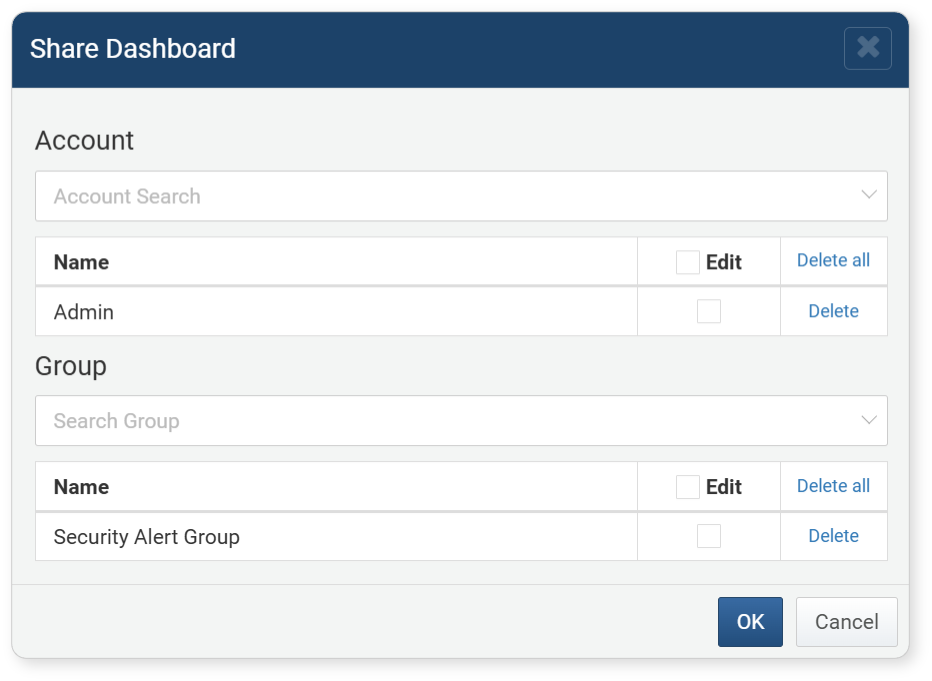 Share Dashboard
Account
Account Search
Name Edit Delete all
Admin Delete
Group
Search Group
Name Edit Delete all
Security Alert Group Delete
OK Cancel